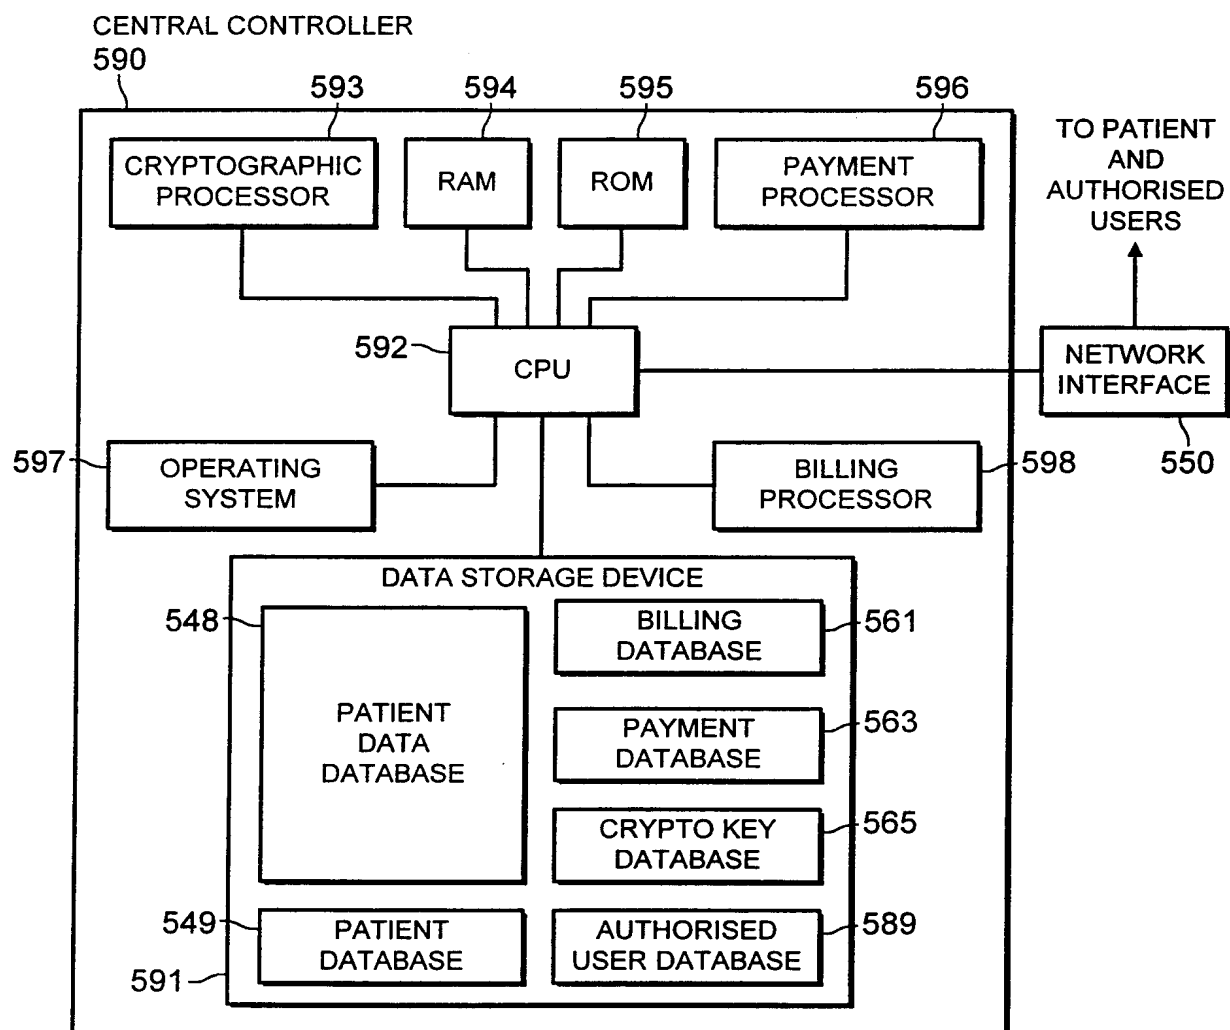 CENTRAL CONTROLLER
590
593
594
595
596
CRYPTOGRAPHIC
PROCESSOR
RAM
ROM
PAYMENT
PROCESSOR
TO PATIENT
AND
AUTHORISED
USERS
592
CPU
NETWORK
INTERFACE
550
597
OPERATING
SYSTEM
BILLING
PROCESSOR
598
DATA STORAGE DEVICE
548
PATIENT
DATA
DATABASE
BILLING
DATABASE
561
PAYMENT
DATABASE
563
CRYPTO KEY
DATABASE
565
549
PATIENT
DATABASE
AUTHORISED
USER DATABASE
589
591